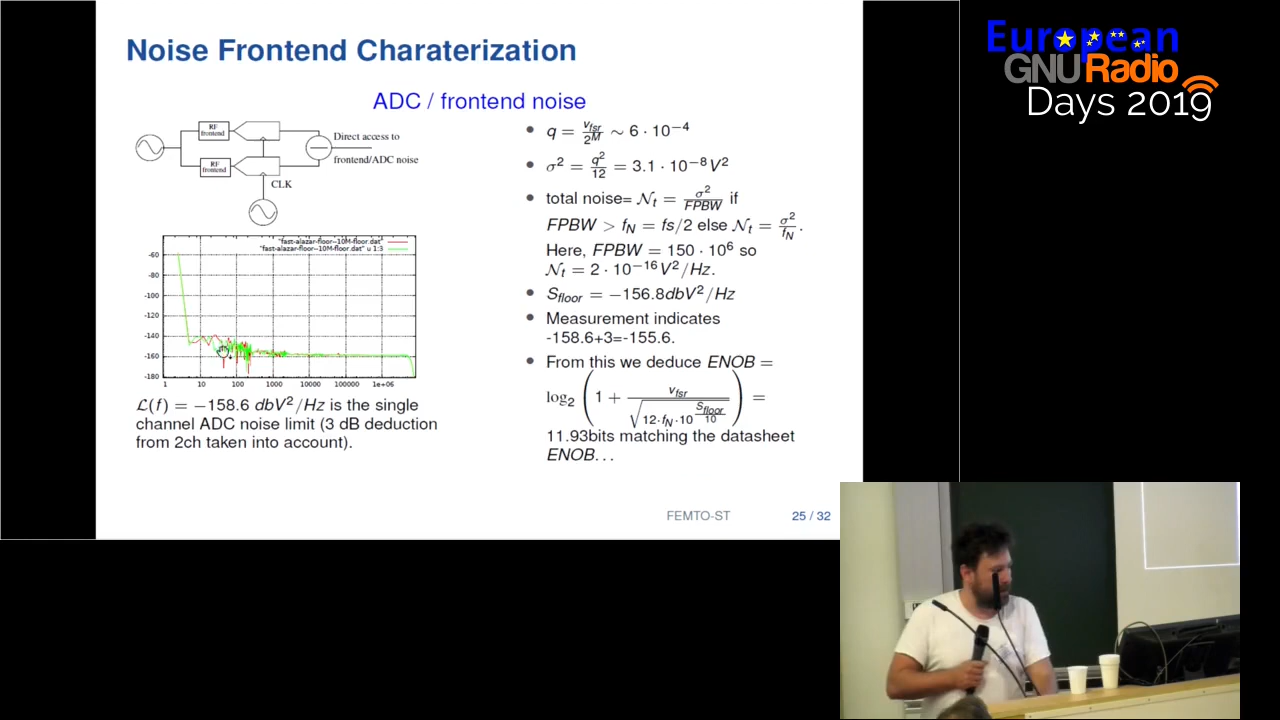 Noise Frontend Charaterization
ADC / frontend noise
RF frontend
RF frontend
Direct access to
frontend/ADC noise
CLK
"fast-alazar-floor--10M-floor.dat"
"fast-alazar-floor--10M-floor.dat" u 1:3
-60
-80
-100
-120
-140
-160
-180
1 10 100 1000 10000 100000 1e+06
ℒ(f) = −158.6 dbV²/Hz is the single
channel ADC noise limit (3 dB deduction
from 2ch taken into account).
• q = v_fsr/2^M ∼ 6 · 10⁻⁴
• σ² = q²/12 = 3.1 · 10⁻⁸ V²
• total noise= 𝒩_t = σ²/FPBW if
FPBW > f_N = fs/2 else 𝒩_t = σ²/f_N.
Here, FPBW = 150 · 10⁶ so
𝒩_t = 2 · 10⁻¹⁶ V²/Hz.
• S_floor = −156.8dbV²/Hz
• Measurement indicates
-158.6+3=-155.6.
• From this we deduce ENOB =
log₂ (1 + v_fsr/√(12·f_N·10^(S_floor/10))) =
11.93bits matching the datasheet
ENOB...
FEMTO-ST
25 / 32
European
GNURadio
Days 2019